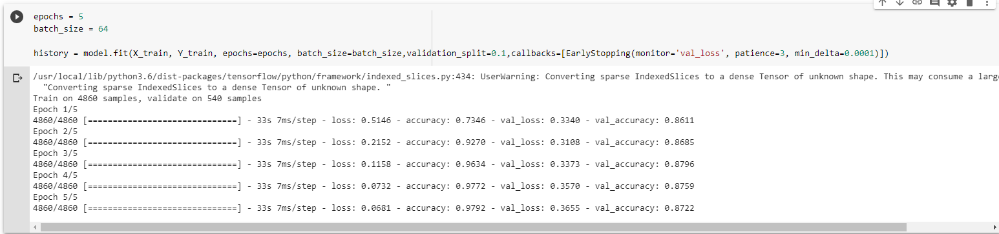 epochs = 5
batch_size = 64
history = model.fit(X_train, Y_train, epochs=epochs, batch_size=batch_size,validation_split=0.1,callbacks=[EarlyStopping(monitor='val_loss', patience=3, min_delta=0.0001)])
/usr/local/lib/python3.6/dist-packages/tensorflow/python/framework/indexed_slices.py:434: UserWarning: Converting sparse IndexedSlices to a dense Tensor of unknown shape. This may consume a large
"Converting sparse IndexedSlices to a dense Tensor of unknown shape. "
Train on 4860 samples, validate on 540 samples
Epoch 1/5
4860/4860 [==============================] - 33s 7ms/step - loss: 0.5146 - accuracy: 0.7346 - val_loss: 0.3340 - val_accuracy: 0.8611
Epoch 2/5
4860/4860 [==============================] - 33s 7ms/step - loss: 0.2152 - accuracy: 0.9270 - val_loss: 0.3108 - val_accuracy: 0.8685
Epoch 3/5
4860/4860 [==============================] - 33s 7ms/step - loss: 0.1158 - accuracy: 0.9634 - val_loss: 0.3373 - val_accuracy: 0.8796
Epoch 4/5
4860/4860 [==============================] - 33s 7ms/step - loss: 0.0732 - accuracy: 0.9772 - val_loss: 0.3570 - val_accuracy: 0.8759
Epoch 5/5
4860/4860 [==============================] - 33s 7ms/step - loss: 0.0681 - accuracy: 0.9792 - val_loss: 0.3655 - val_accuracy: 0.8722